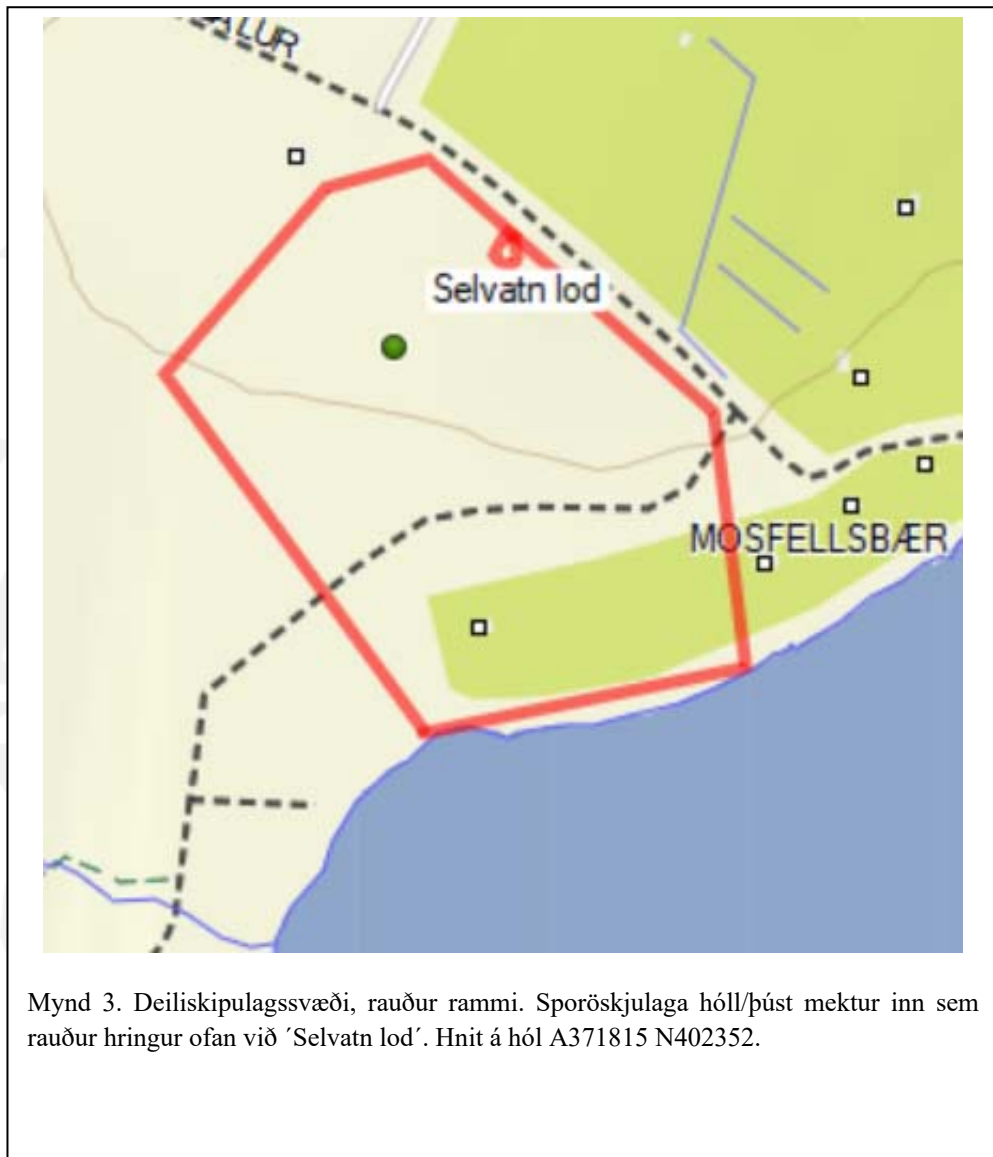 ALUR
Selvatn lod
MOSFELLSBÆR
Mynd 3. Deiliskipulagssvæði, rauður rammi. Sporöskjulaga hóll/þúst mektur inn sem
rauður hringur ofan við ´Selvatn lod´. Hnit á hól A371815 N402352.